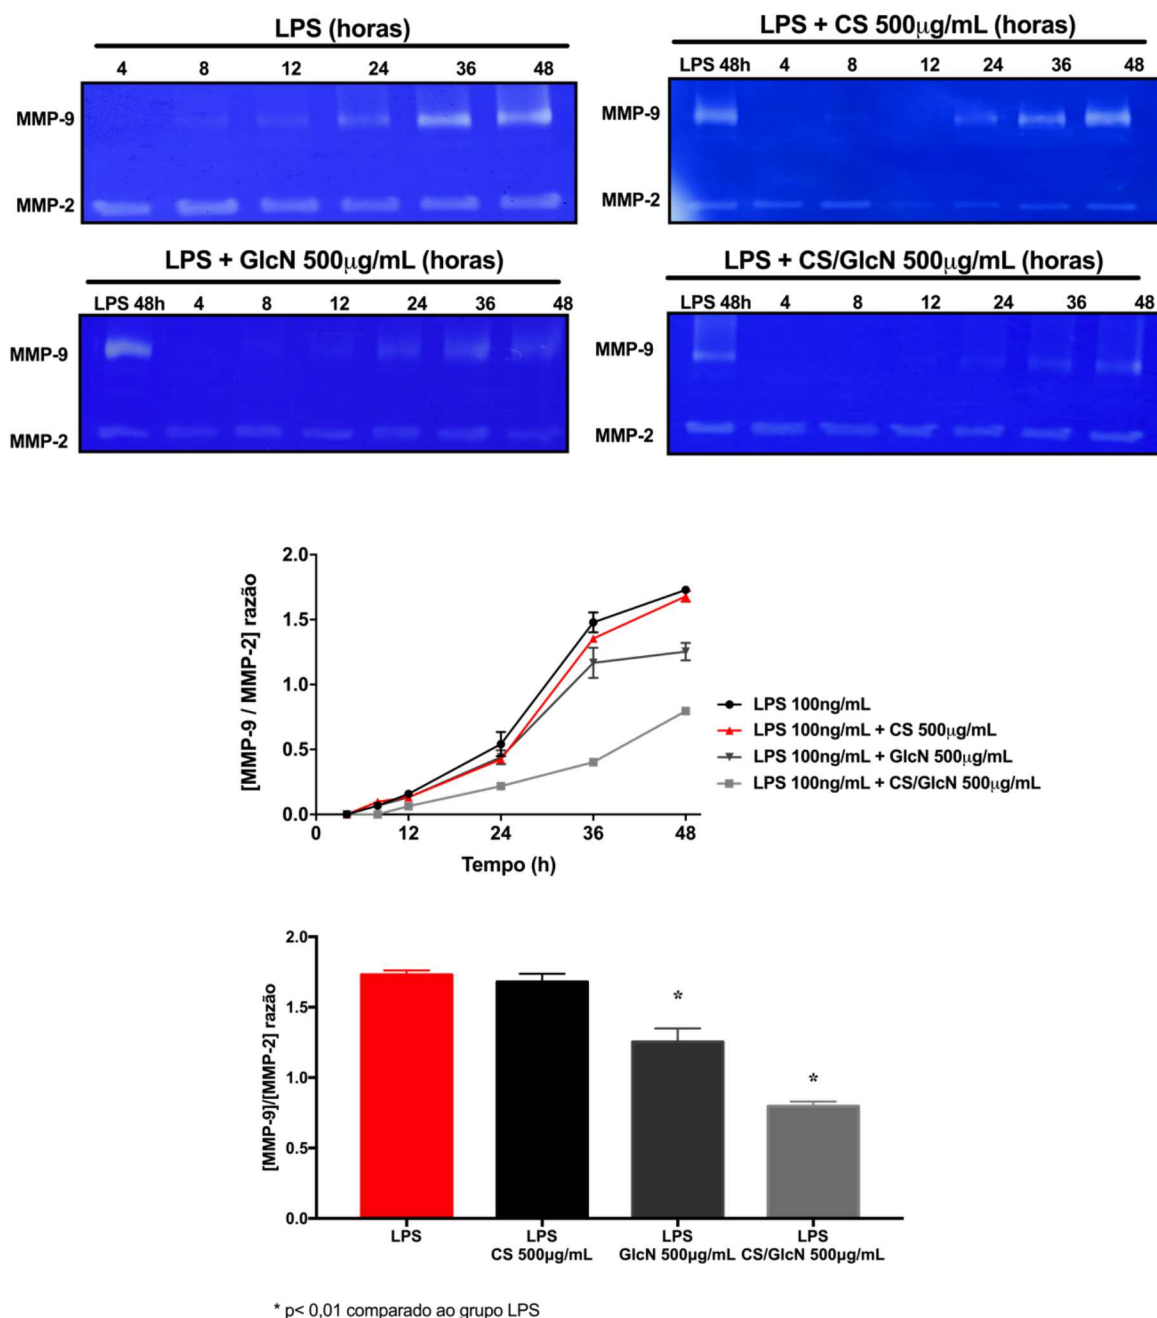 LPS (horas)
4 8 12 24 36 48
MMP-9
MMP-2
LPS + CS 500µg/mL (horas)
LPS 48h 4 8 12 24 36 48
MMP-9
MMP-2
LPS + GlcN 500µg/mL (horas)
LPS 48h 4 8 12 24 36 48
MMP-9
MMP-2
LPS + CS/GlcN 500µg/mL (horas)
LPS 48h 4 8 12 24 36 48
MMP-9
MMP-2
[MMP-9 / MMP-2] razão
2.0
1.5
1.0
0.5
0.0
0 12 24 36 48
Tempo (h)
LPS 100ng/mL
LPS 100ng/mL + CS 500µg/mL
LPS 100ng/mL + GlcN 500µg/mL
LPS 100ng/mL + CS/GlcN 500µg/mL
[MMP-9]/[MMP-2] razão
2.0
1.5
1.0
0.5
0.0
* *
LPS
LPS
CS 500µg/mL
LPS
GlcN 500µg/mL
LPS
CS/GlcN 500µg/mL
* p< 0,01 comparado ao grupo LPS